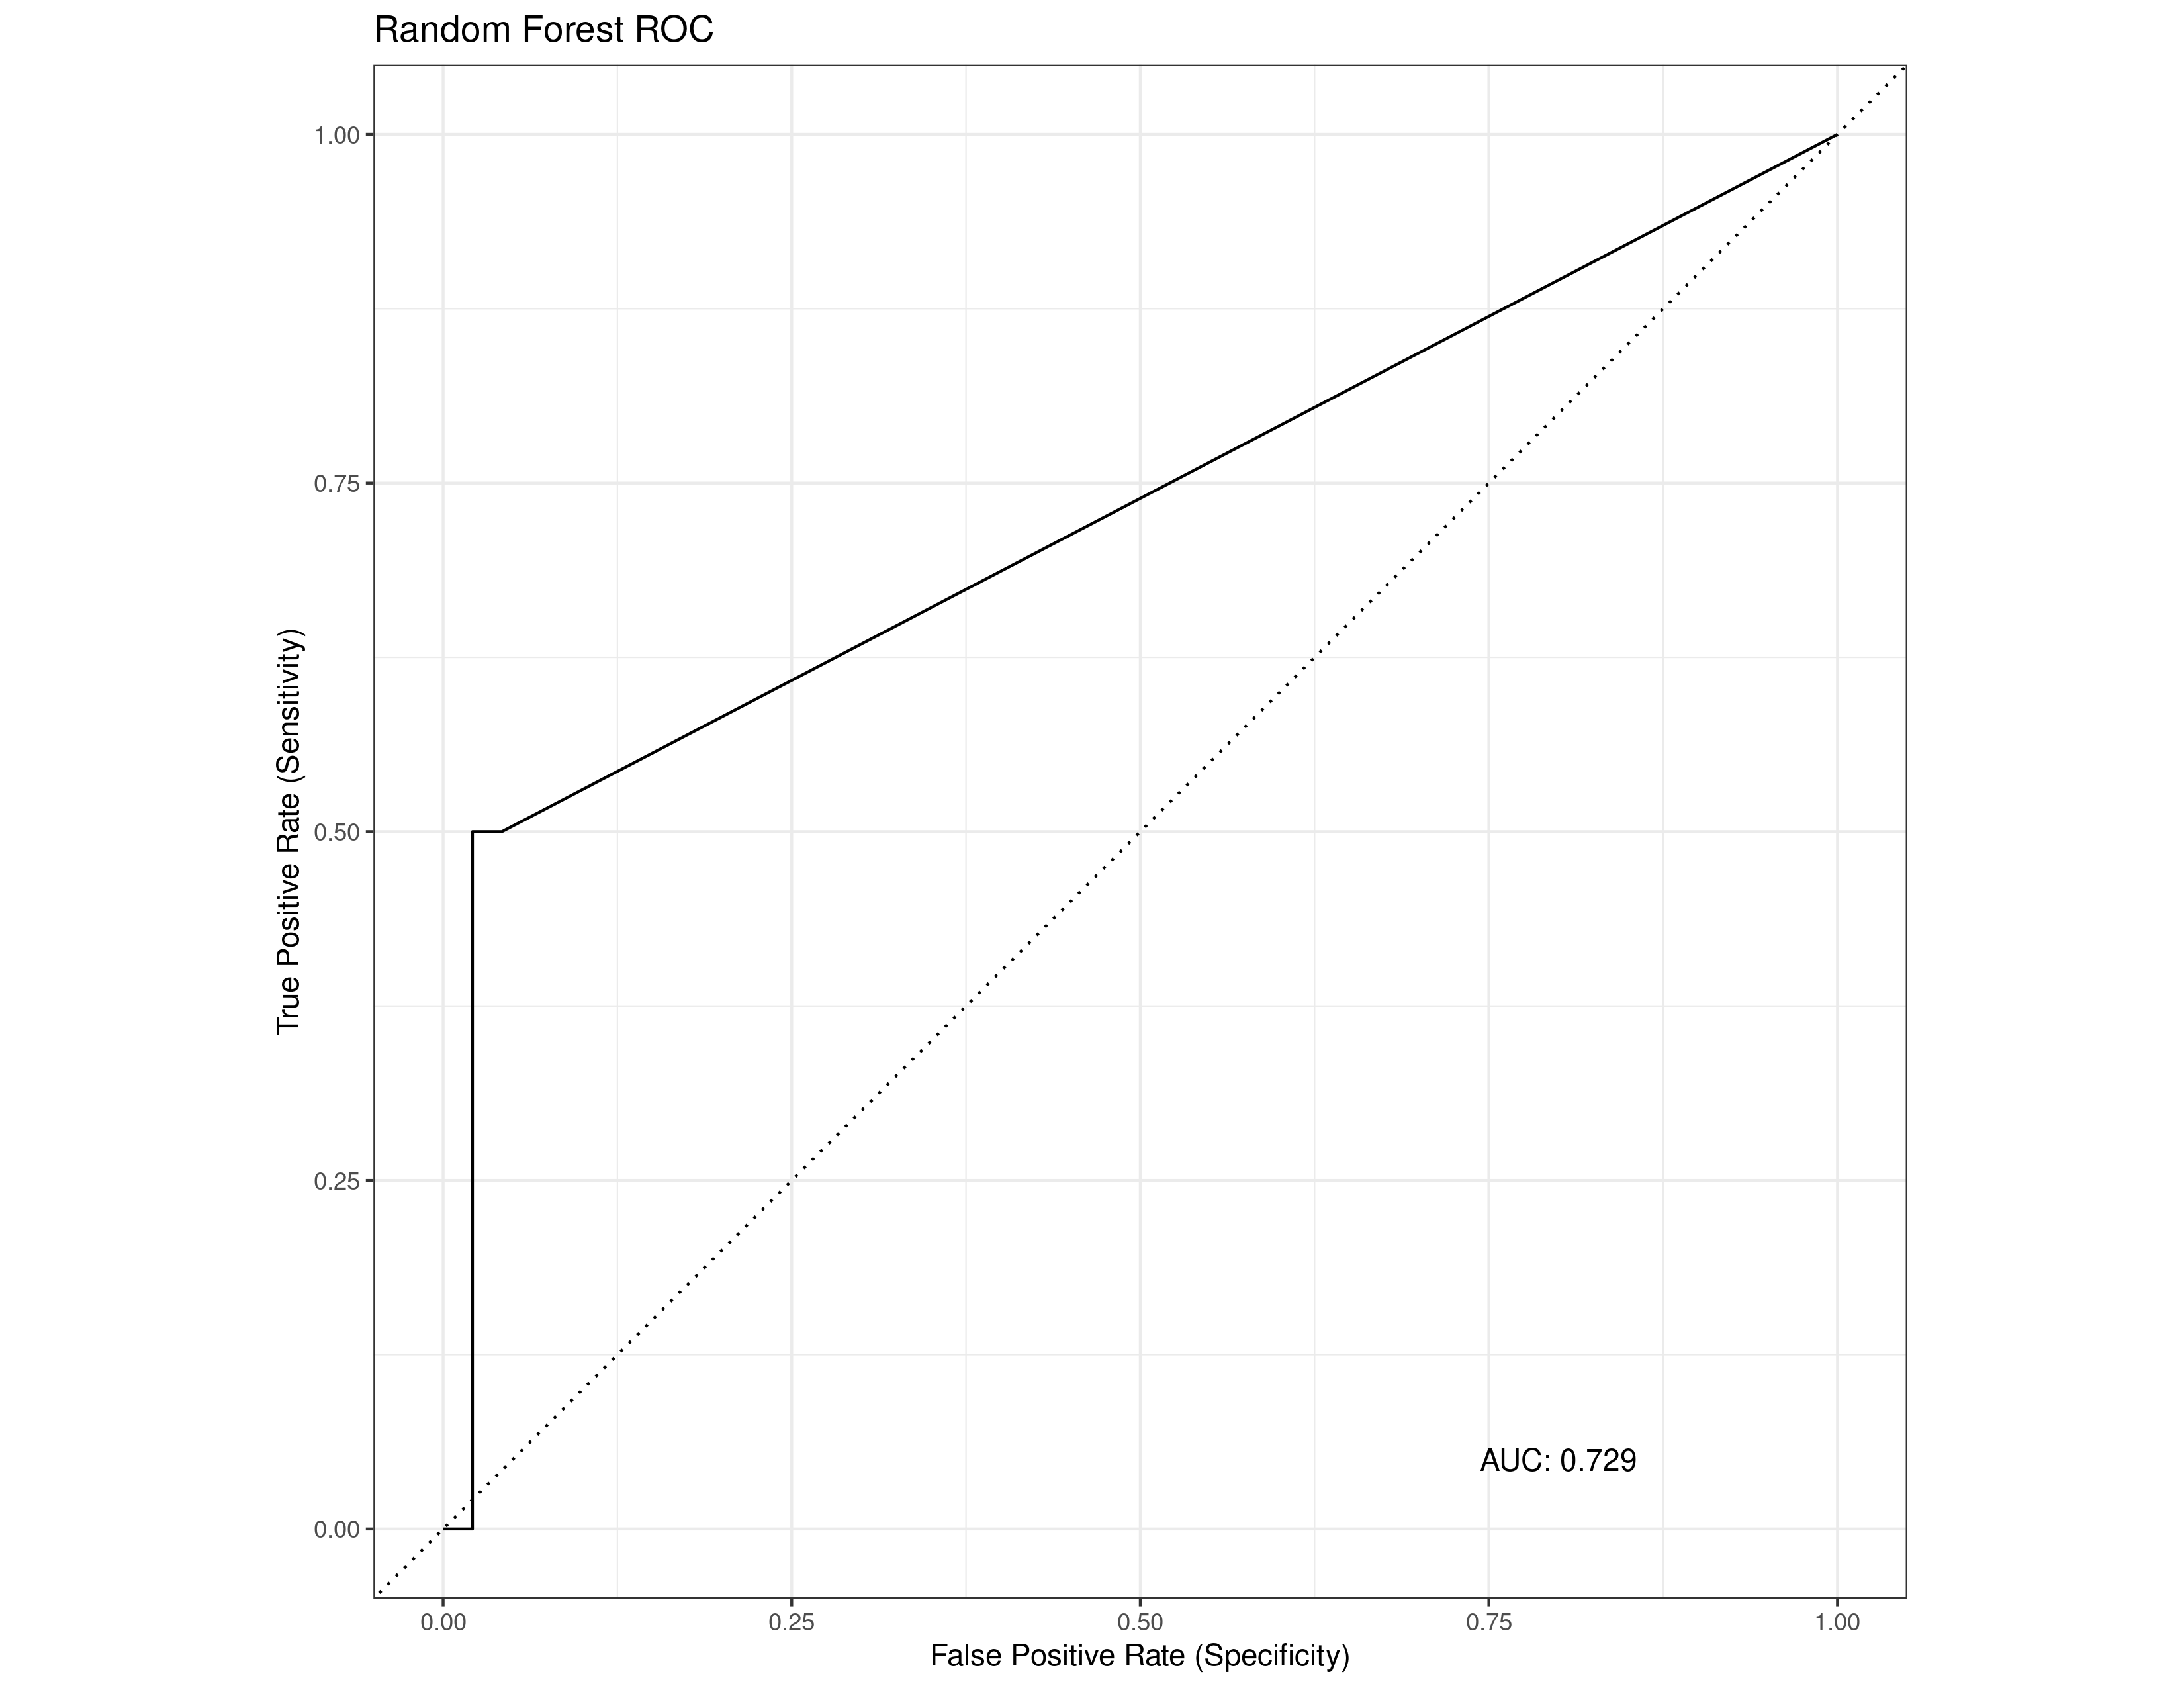 Random Forest ROC
True Positive Rate (Sensitivity)
1.00
0.75
0.50
0.25
0.00
AUC: 0.729
0.00 0.25 0.50 0.75 1.00
False Positive Rate (Specificity)